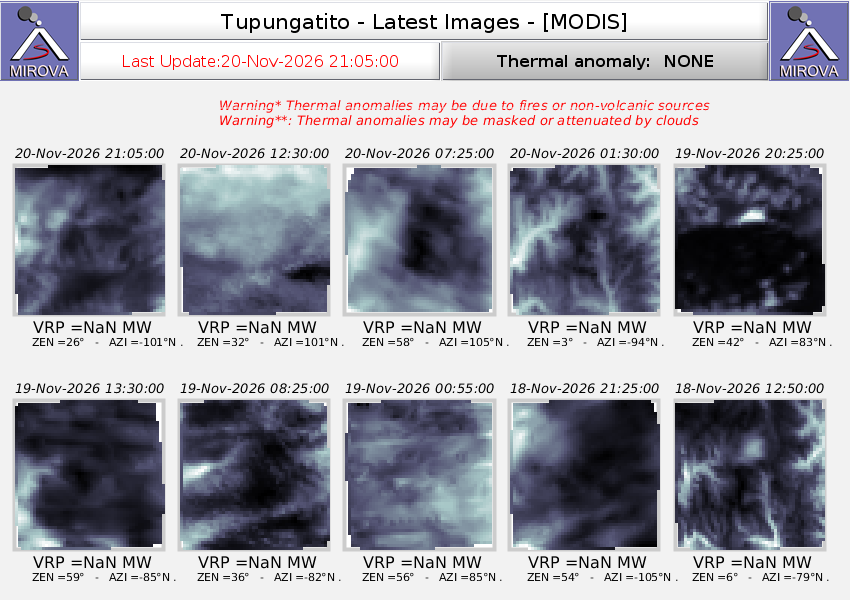 MIROVA
Tupungatito - Latest Images - [MODIS]
MIROVA
Last Update:20-Nov-2026 21:05:00
Thermal anomaly: NONE
Warning* Thermal anomalies may be due to fires or non-volcanic sources
Warning**: Thermal anomalies may be masked or attenuated by clouds
20-Nov-2026 21:05:00 20-Nov-2026 12:30:00 20-Nov-2026 07:25:00 20-Nov-2026 01:30:00 19-Nov-2026 20:25:00
VRP =NaN MW VRP =NaN MW VRP =NaN MW VRP =NaN MW VRP =NaN MW
ZEN =26° - AZI =-101°N . ZEN =32° - AZI =101°N . ZEN =58° - AZI =105°N . ZEN =3° - AZI =-94°N . ZEN =42° - AZI =83°N .
19-Nov-2026 13:30:00 19-Nov-2026 08:25:00 19-Nov-2026 00:55:00 18-Nov-2026 21:25:00 18-Nov-2026 12:50:00
VRP =NaN MW VRP =NaN MW VRP =NaN MW VRP =NaN MW VRP =NaN MW
ZEN =59° - AZI =-85°N . ZEN =36° - AZI =-82°N . ZEN =56° - AZI =85°N . ZEN =54° - AZI =-105°N . ZEN =6° - AZI =-79°N .